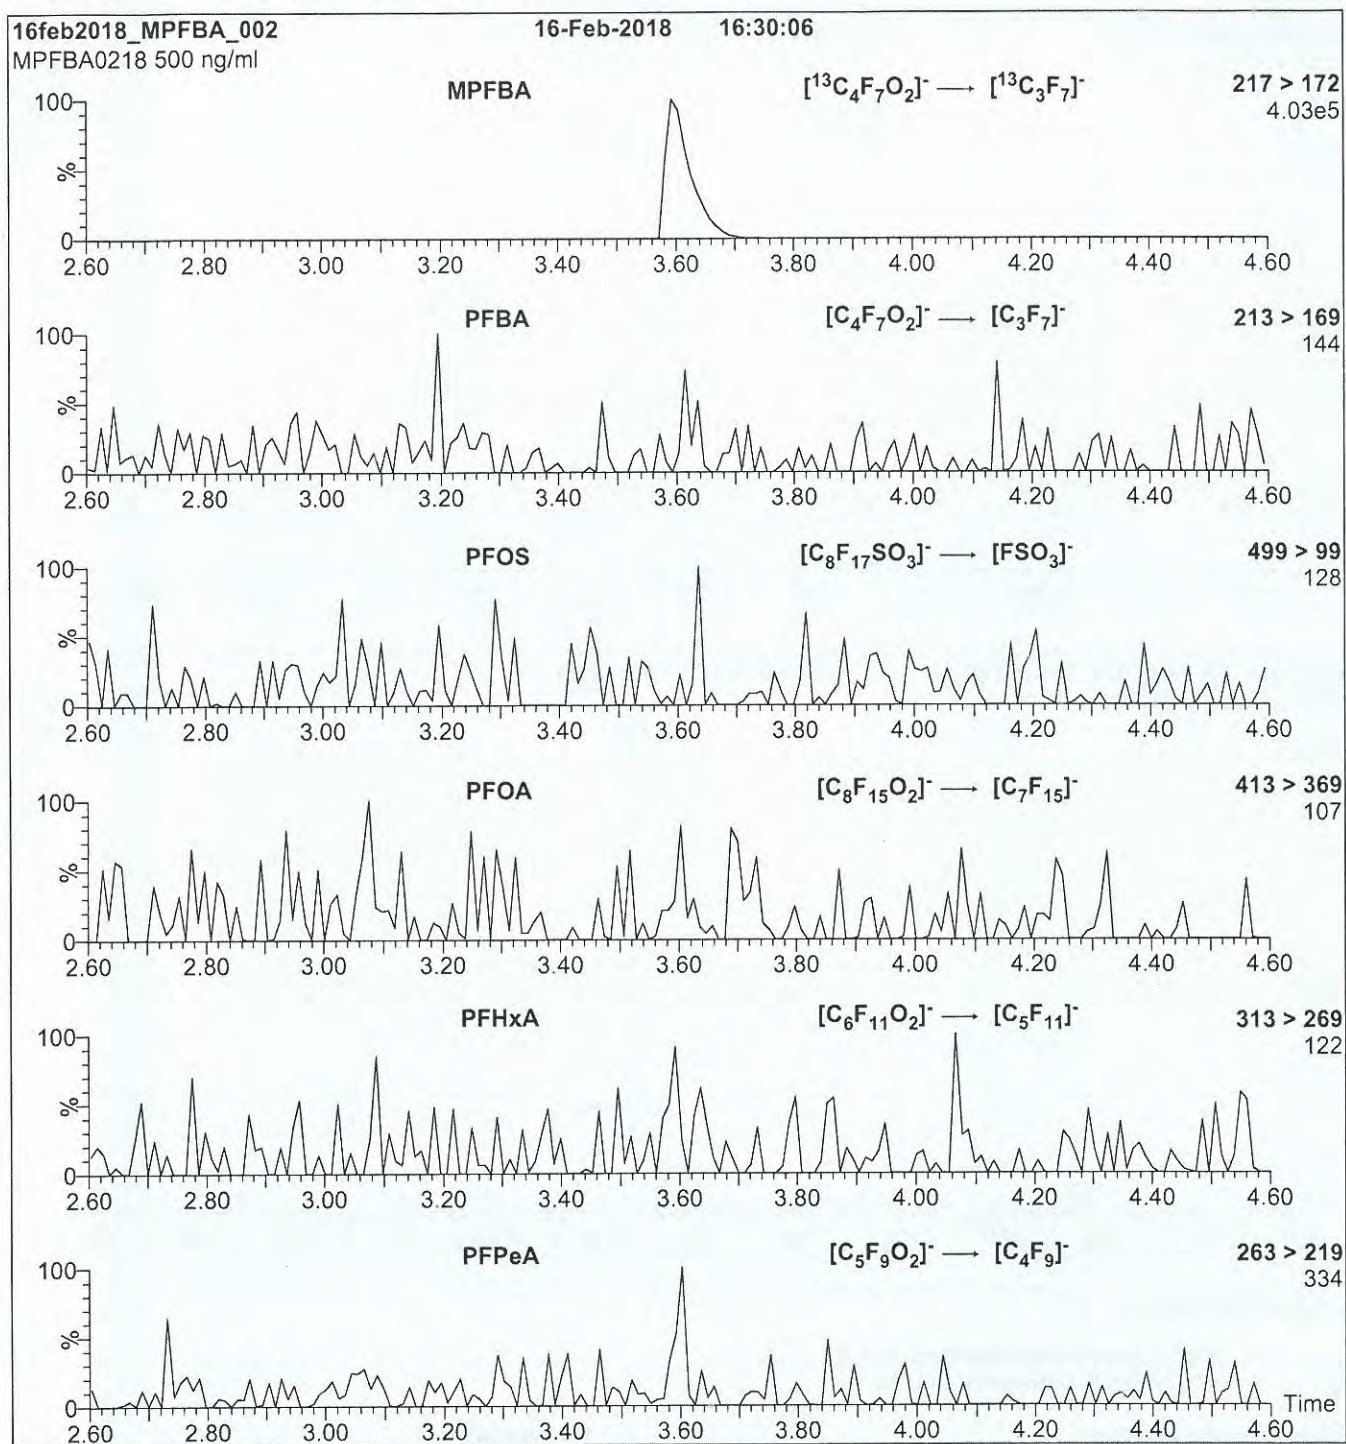 16feb2018_MPFBA_002 16-Feb-2018 16:30:06
MPFBA0218 500 ng/ml
MPFBA [¹³C₄F₇O₂]⁻ → [¹³C₃F₇]⁻ 217 > 172
4.03e5
100
%
0
2.60 2.80 3.00 3.20 3.40 3.60 3.80 4.00 4.20 4.40 4.60
PFBA [C₄F₇O₂]⁻ → [C₃F₇]⁻ 213 > 169
144
100
%
0
2.60 2.80 3.00 3.20 3.40 3.60 3.80 4.00 4.20 4.40 4.60
PFOS [C₈F₁₇SO₃]⁻ → [FSO₃]⁻ 499 > 99
128
100
%
0
2.60 2.80 3.00 3.20 3.40 3.60 3.80 4.00 4.20 4.40 4.60
PFOA [C₈F₁₅O₂]⁻ → [C₇F₁₅]⁻ 413 > 369
107
100
%
0
2.60 2.80 3.00 3.20 3.40 3.60 3.80 4.00 4.20 4.40 4.60
PFHxA [C₆F₁₁O₂]⁻ → [C₅F₁₁]⁻ 313 > 269
122
100
%
0
2.60 2.80 3.00 3.20 3.40 3.60 3.80 4.00 4.20 4.40 4.60
PFPeA [C₅F₉O₂]⁻ → [C₄F₉]⁻ 263 > 219
334
100
%
0
Time
2.60 2.80 3.00 3.20 3.40 3.60 3.80 4.00 4.20 4.40 4.60